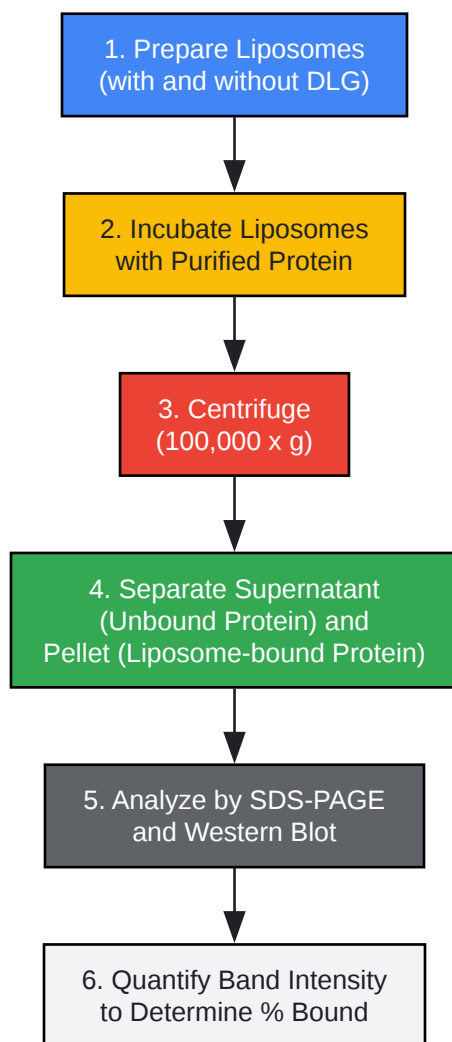 1. Prepare Liposomes
(with and without DLG)
2. Incubate Liposomes
with Purified Protein
3. Centrifuge
(100,000 x g)
4. Separate Supernatant
(Unbound Protein) and
Pellet (Liposome-bound Protein)
5. Analyze by SDS-PAGE
and Western Blot
6. Quantify Band Intensity
to Determine % Bound